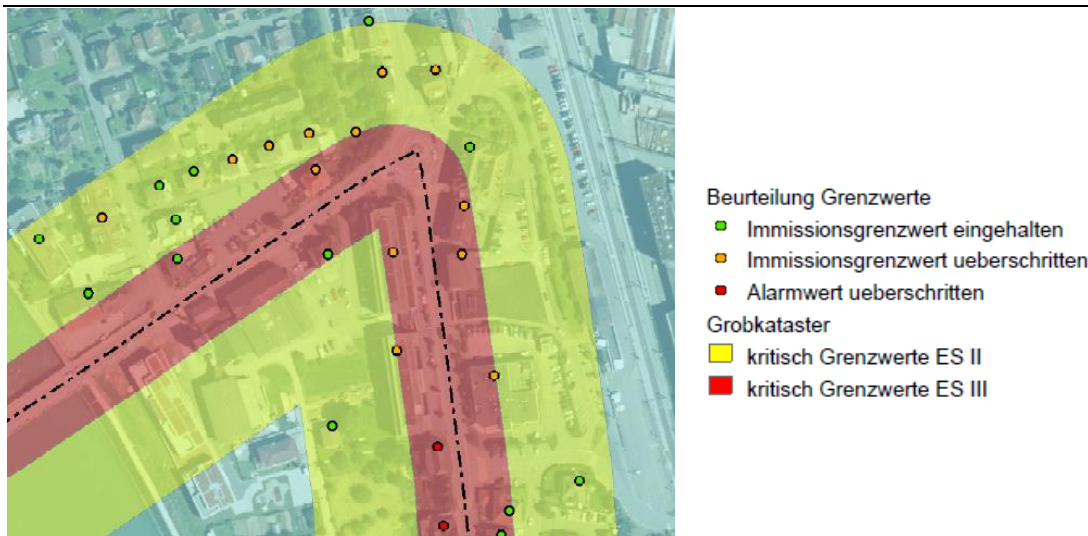 Beurteilung Grenzwerte
Immissionsgrenzwert eingehalten
Immissionsgrenzwert ueberschritten
Alarmwert ueberschritten
Grobkataster
kritisch Grenzwerte ES II
kritisch Grenzwerte ES III